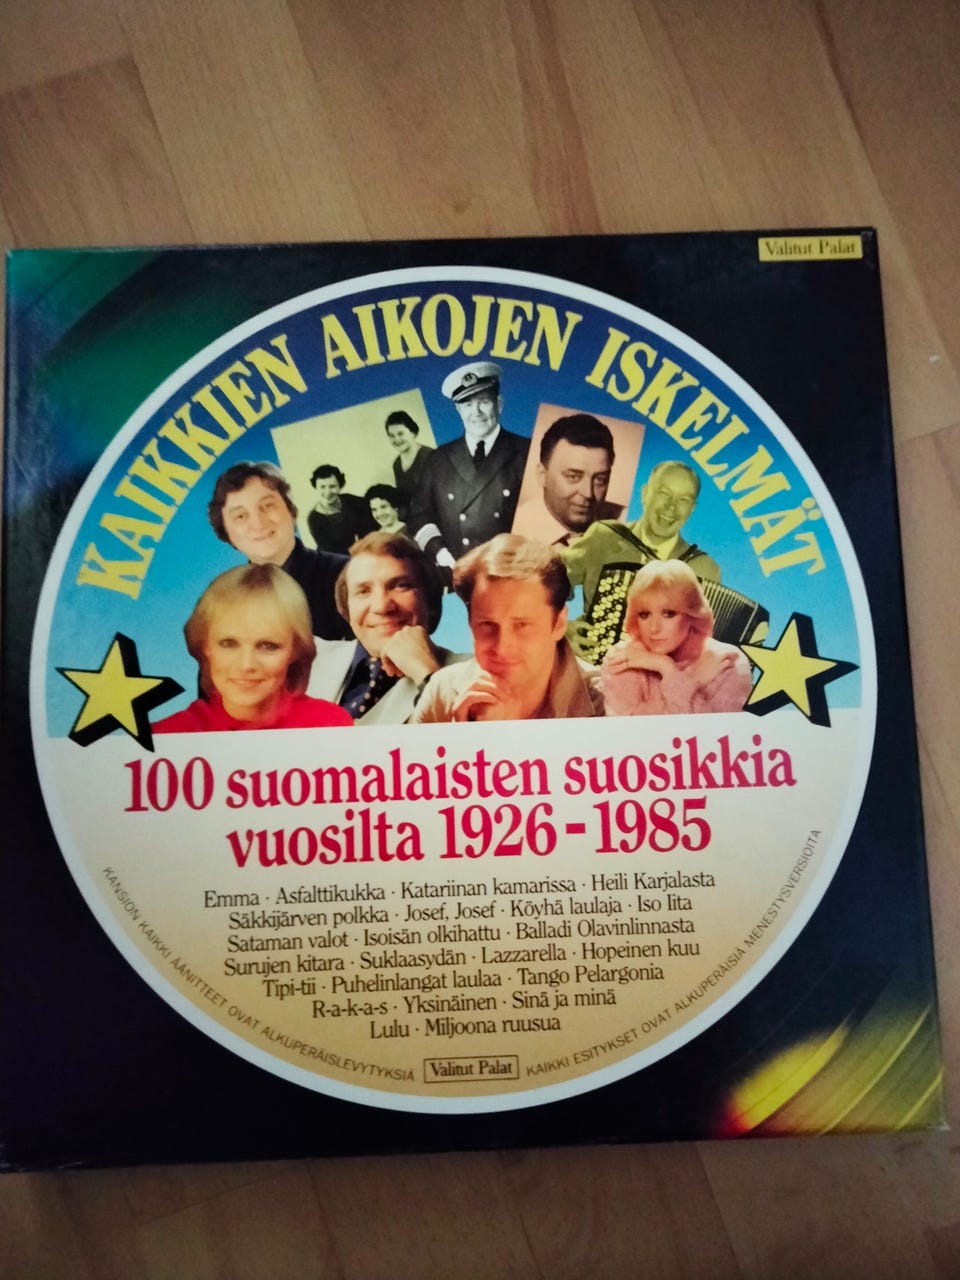 Valitut Palat
KAIKKIEN AIKOJEN ISKELMÄT
100 suomalaisten suosikkia
vuosilta 1926-1985
Emma · Asfalttikukka · Katariinan kamarissa · Heili Karjalasta
Säkkijärven polkka · Josef, Josef · Köyhä laulaja · Iso Iita
Sataman valot · Isoisän olkihattu · Balladi Olavinlinnasta
Surujen kitara · Suklaasydän · Lazzarella · Hopeinen kuu
Tipi-tii · Puhelinlangat laulaa · Tango Pelargonia
R-a-k-a-s · Yksinäinen · Sinä ja minä
Lulu · Miljoona ruusua
KANSION KAIKKI ÄÄNITTEET OVAT ALKUPERÄISLEVYTYKSIÄ
Valitut Palat
KAIKKI ESITYKSET OVAT ALKUPERÄISIÄ MENESTYSVERSIOITA